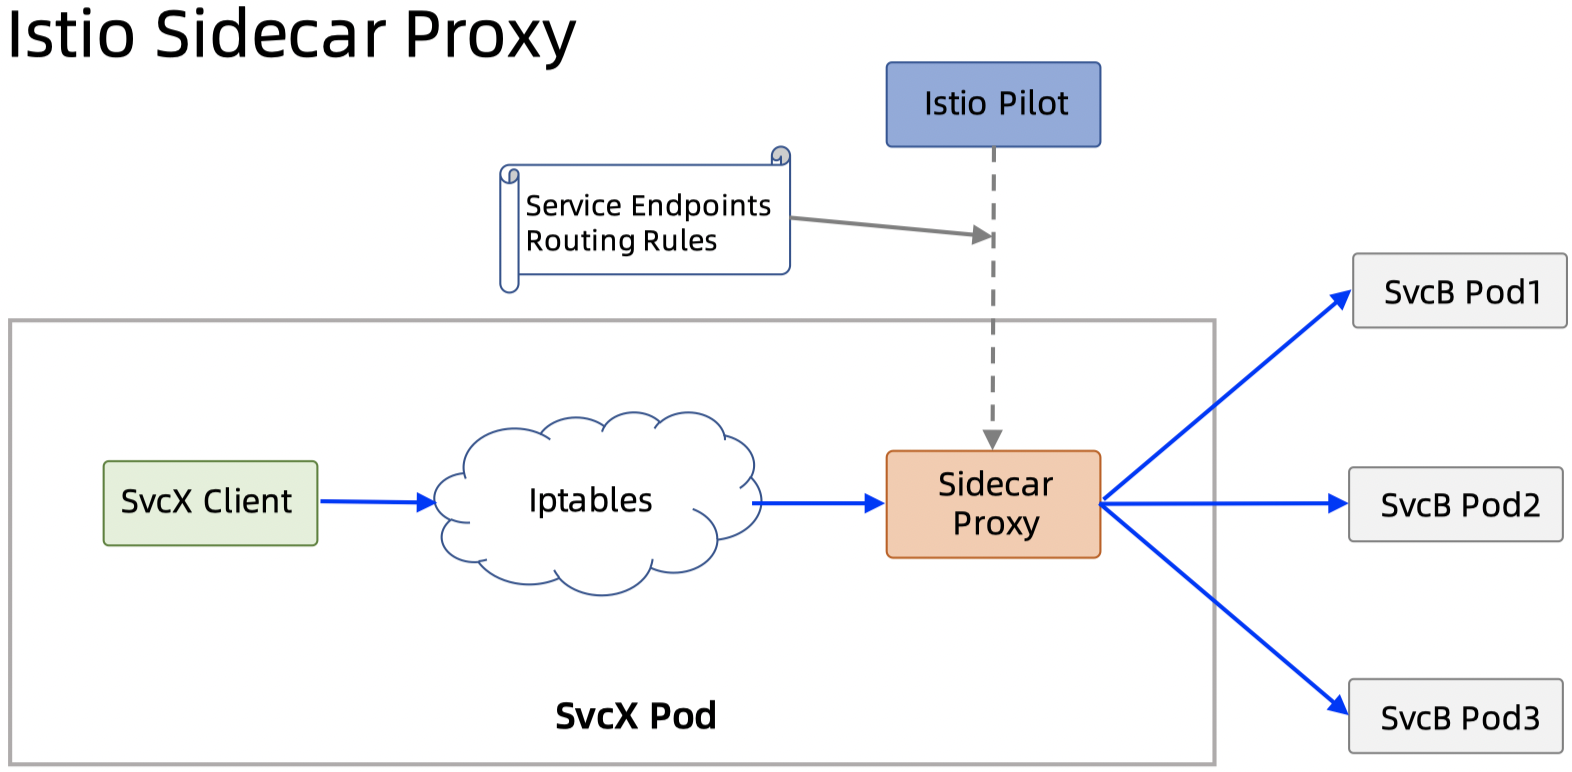 Istio Sidecar Proxy
Istio Pilot
Service Endpoints
Routing Rules
SvcB Pod1
SvcX Client
Iptables
Sidecar
Proxy
SvcB Pod2
SvcX Pod
SvcB Pod3